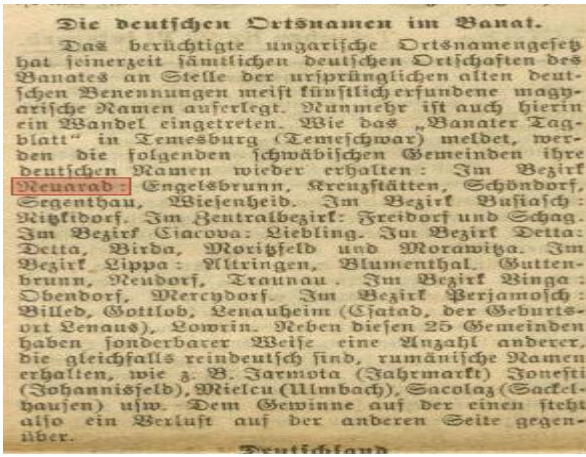 Die deutschen Ortsnamen im Banat.
Das berüchtigte ungarische Ortsnamengesetz
hat seinerzeit sämtlichen deutschen Ortschaften des
Banates an Stelle der ursprünglichen alten deut-
schen Benennungen meist künstlich erfundene magy-
arische Namen auferlegt. Nunmehr ist auch hierin
ein Wandel eingetreten. Wie das „Banater Tag-
blatt“ in Temesburg (Temeschwar) meldet, wer-
den die folgenden schwäbischen Gemeinden ihre
deutschen Namen wieder erhalten: Im Bezirk
Neuarad: Engelsbrunn, Kreuzstätten, Schöndorf,
Segenthau, Wiesenheid. Im Bezirk Busiasch:
Nitzkidorf. Im Zentralbezirk: Freidorf und Schag.
Im Bezirk Ciacova: Liebling. Im Bezirk Detta:
Detta, Birda, Moritzfeld und Morawitza. Im
Bezirk Lippa: Altringen, Blumenthal, Gutten-
brunn, Neudorf, Traunau. Im Bezirk Vinga:
Obendorf, Mercydorf. Im Bezirk Perjamosch:
Billed, Gottlob, Lenauheim (Csatad, der Geburts-
ort Lenaus), Lowrin. Neben diesen 25 Gemeinden
haben sonderbarer Weise eine Anzahl anderer,
die gleichfalls reindeutsch sind, rumänische Namen
erhalten, wie z. B. Jarmota (Jahrmarkt) Jonesti
(Johannisfeld), Mielcu (Ulmbach), Sacolaz (Sackel-
hausen) usw. Dem Gewinne auf der einen steht
also ein Verlust auf der anderen Seite gegen-
über.
Deutschland